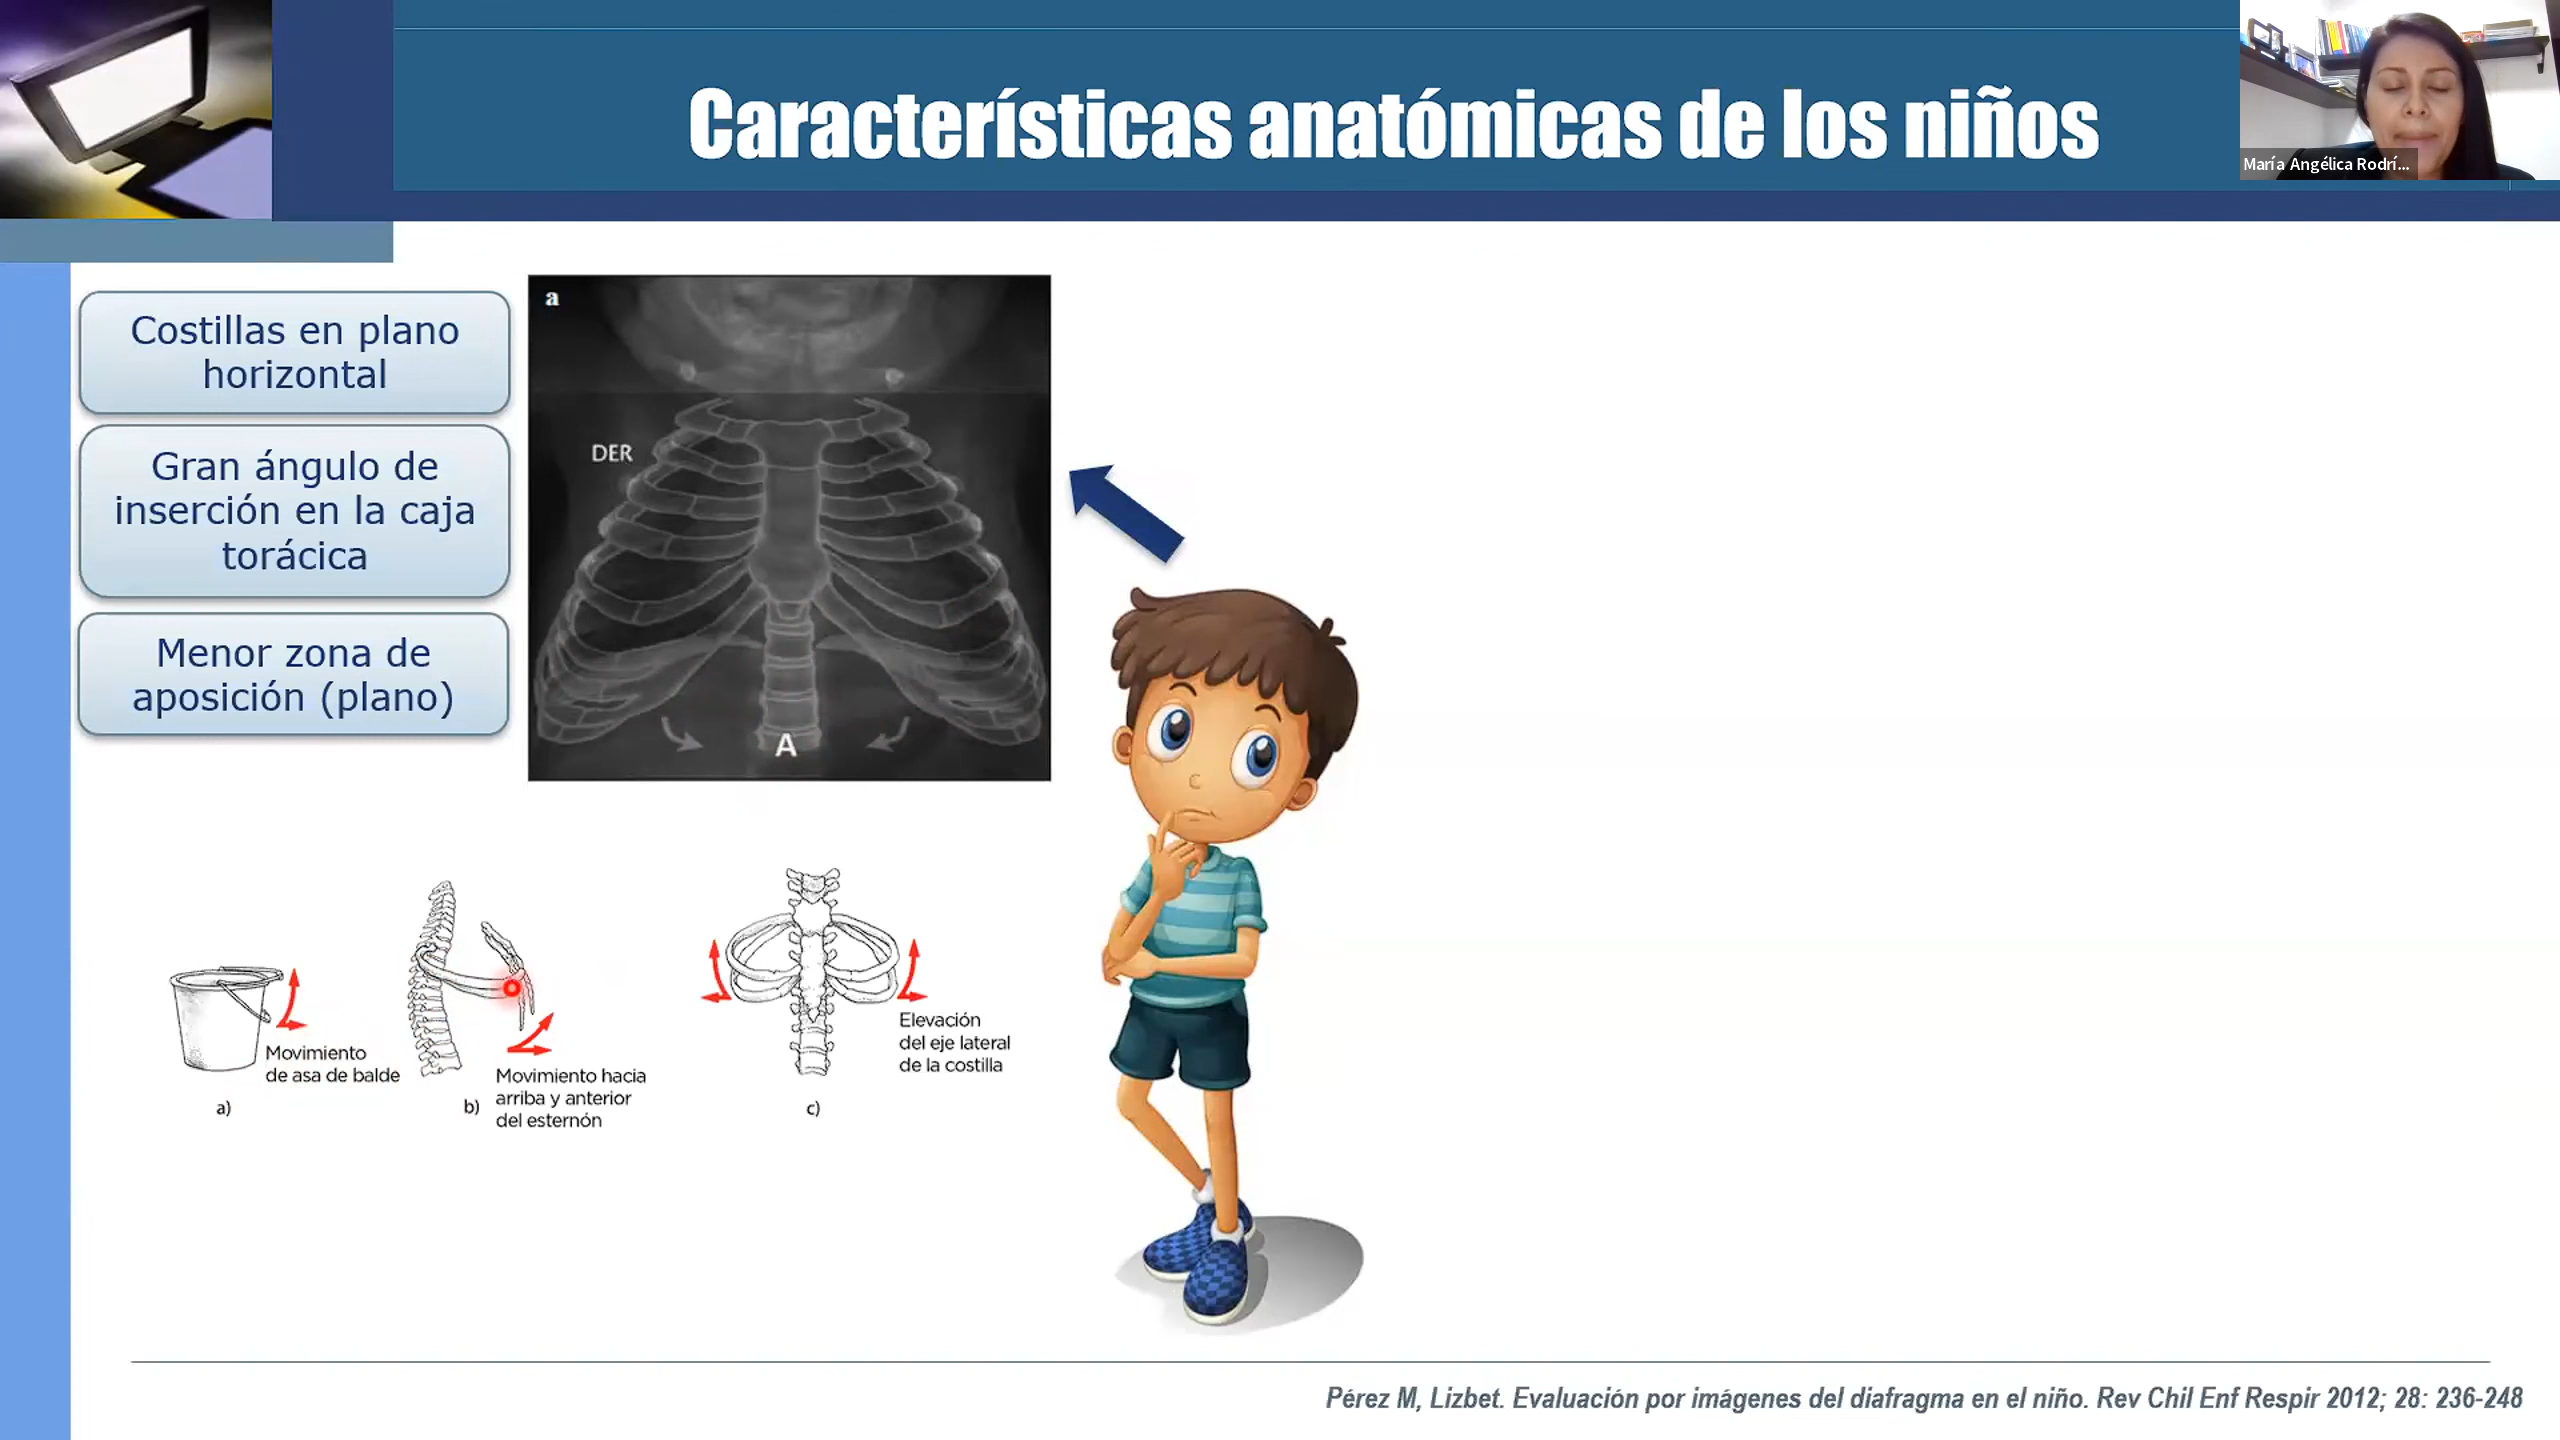 Características anatómicas de los niños
María Angélica Rodrí...
Costillas en plano
horizontal
Gran ángulo de
inserción en la caja
torácica
Menor zona de
aposición (plano)
a
DER
A
Movimiento
de asa de balde
a)
Movimiento hacia
arriba y anterior
del esternón
b)
Elevación
del eje lateral
de la costilla
c)
Pérez M, Lizbet. Evaluación por imágenes del diafragma en el niño. Rev Chil Enf Respir 2012; 28: 236-248